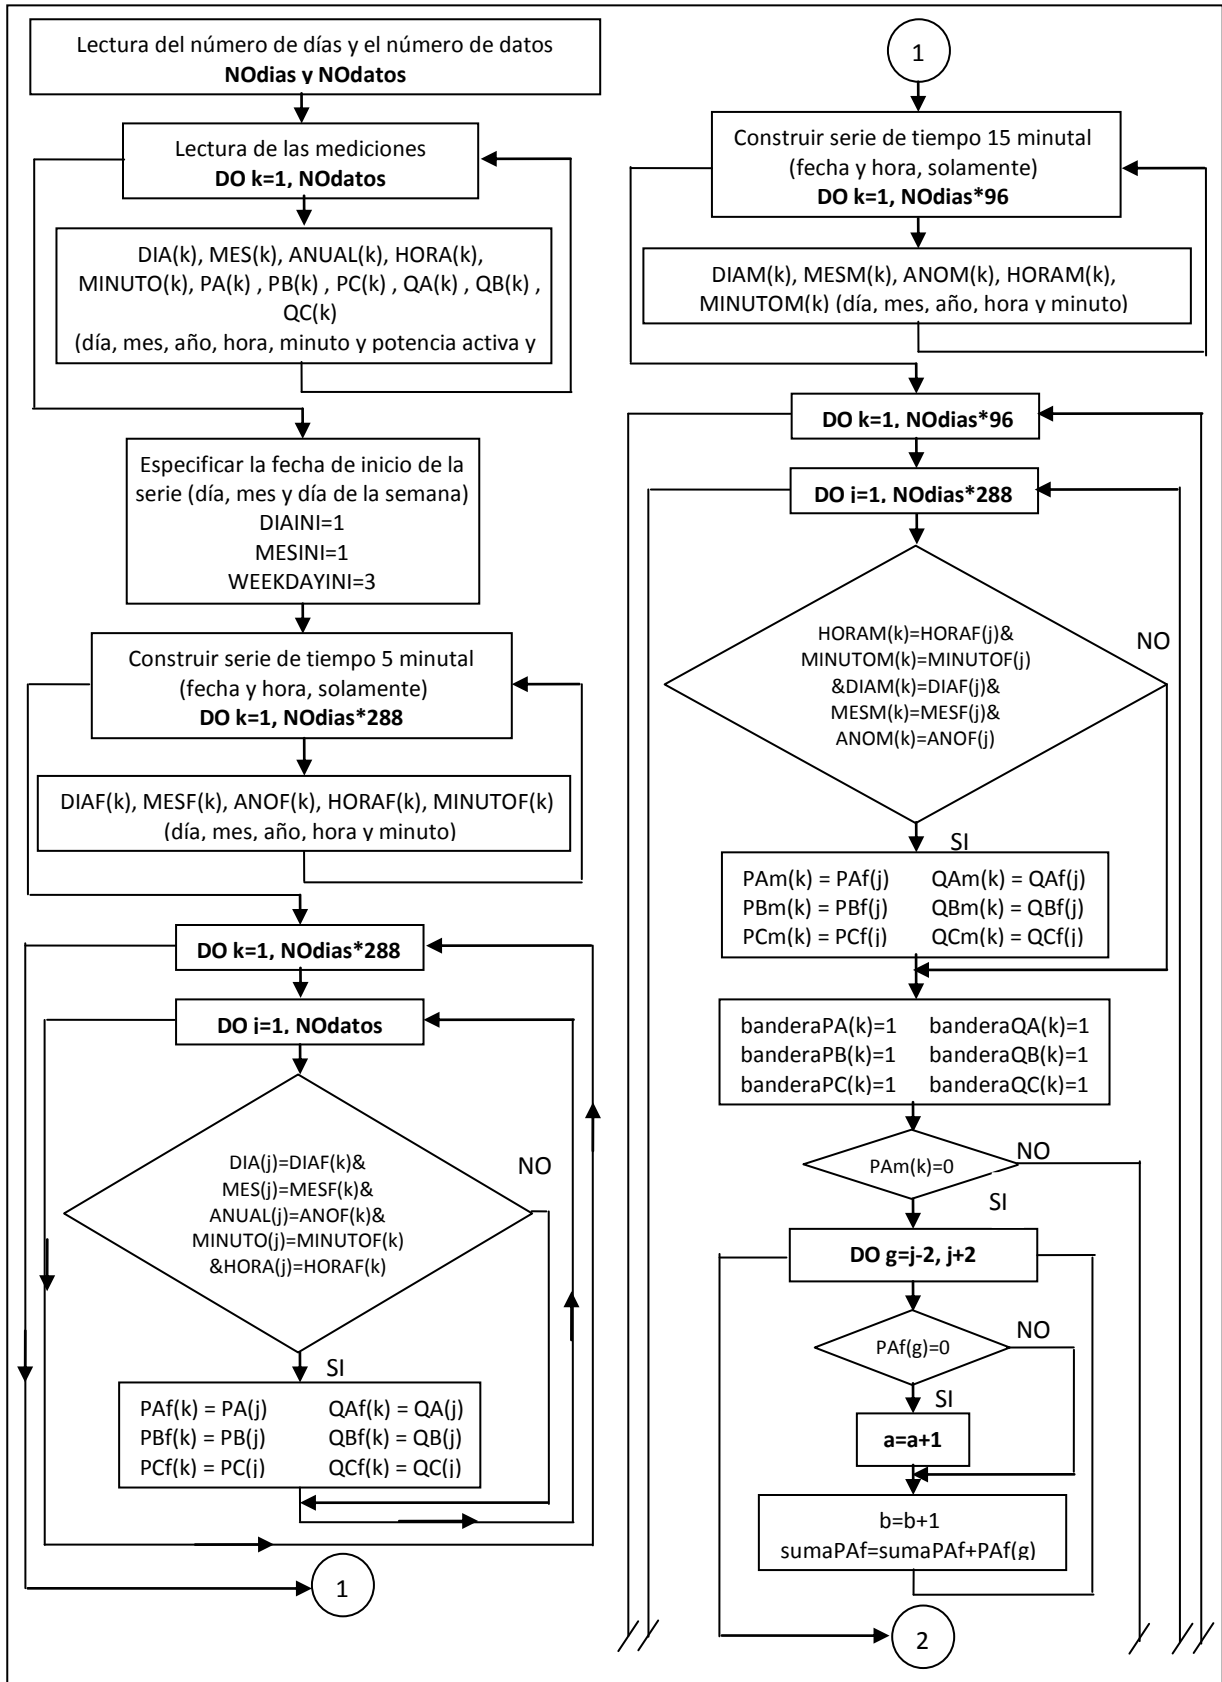 Lectura del número de días y el número de datos
NOdias y NOdatos
Lectura de las mediciones
DO k=1, NOdatos
DIA(k), MES(k), ANUAL(k), HORA(k),
MINUTO(k), PA(k) , PB(k) , PC(k) , QA(k) , QB(k) ,
QC(k)
(día, mes, año, hora, minuto y potencia activa y
Especificar la fecha de inicio de la
serie (día, mes y día de la semana)
DIAINI=1
MESINI=1
WEEKDAYINI=3
Construir serie de tiempo 5 minutal
(fecha y hora, solamente)
DO k=1, NOdias*288
DIAF(k), MESF(k), ANOF(k), HORAF(k), MINUTOF(k)
(día, mes, año, hora y minuto)
DO k=1, NOdias*288
DO j=1, NOdatos
DIA(j)=DIAF(k)&
MES(j)=MESF(k)&
ANUAL(j)=ANOF(k)&
MINUTO(j)=MINUTOF(k)
&HORA(j)=HORAF(k)
NO
SI
PAf(k) = PA(j) QAf(k) = QA(j)
PBf(k) = PB(j) QBf(k) = QB(j)
PCf(k) = PC(j) QCf(k) = QC(j)
1
1
Construir serie de tiempo 15 minutal
(fecha y hora, solamente)
DO k=1, NOdias*96
DIAM(k), MESM(k), ANOM(k), HORAM(k),
MINUTOM(k) (día, mes, año, hora y minuto)
DO k=1, NOdias*96
DO j=1, NOdias*288
HORAM(k)=HORAF(j)&
MINUTOM(k)=MINUTOF(j)
&DIAM(k)=DIAF(j)&
MESM(k)=MESF(j)&
ANOM(k)=ANOF(j)
NO
SI
PAm(k) = PAf(j) QAm(k) = QAf(j)
PBm(k) = PBf(j) QBm(k) = QBf(j)
PCm(k) = PCf(j) QCm(k) = QCf(j)
banderaPA(k)=1 banderaQA(k)=1
banderaPB(k)=1 banderaQB(k)=1
banderaPC(k)=1 banderaQC(k)=1
PAm(k)=0
NO
SI
DO g=j-2, j+2
PAf(g)=0
NO
SI
a=a+1
b=b+1
sumaPAf=sumaPAf+PAf(g)
2